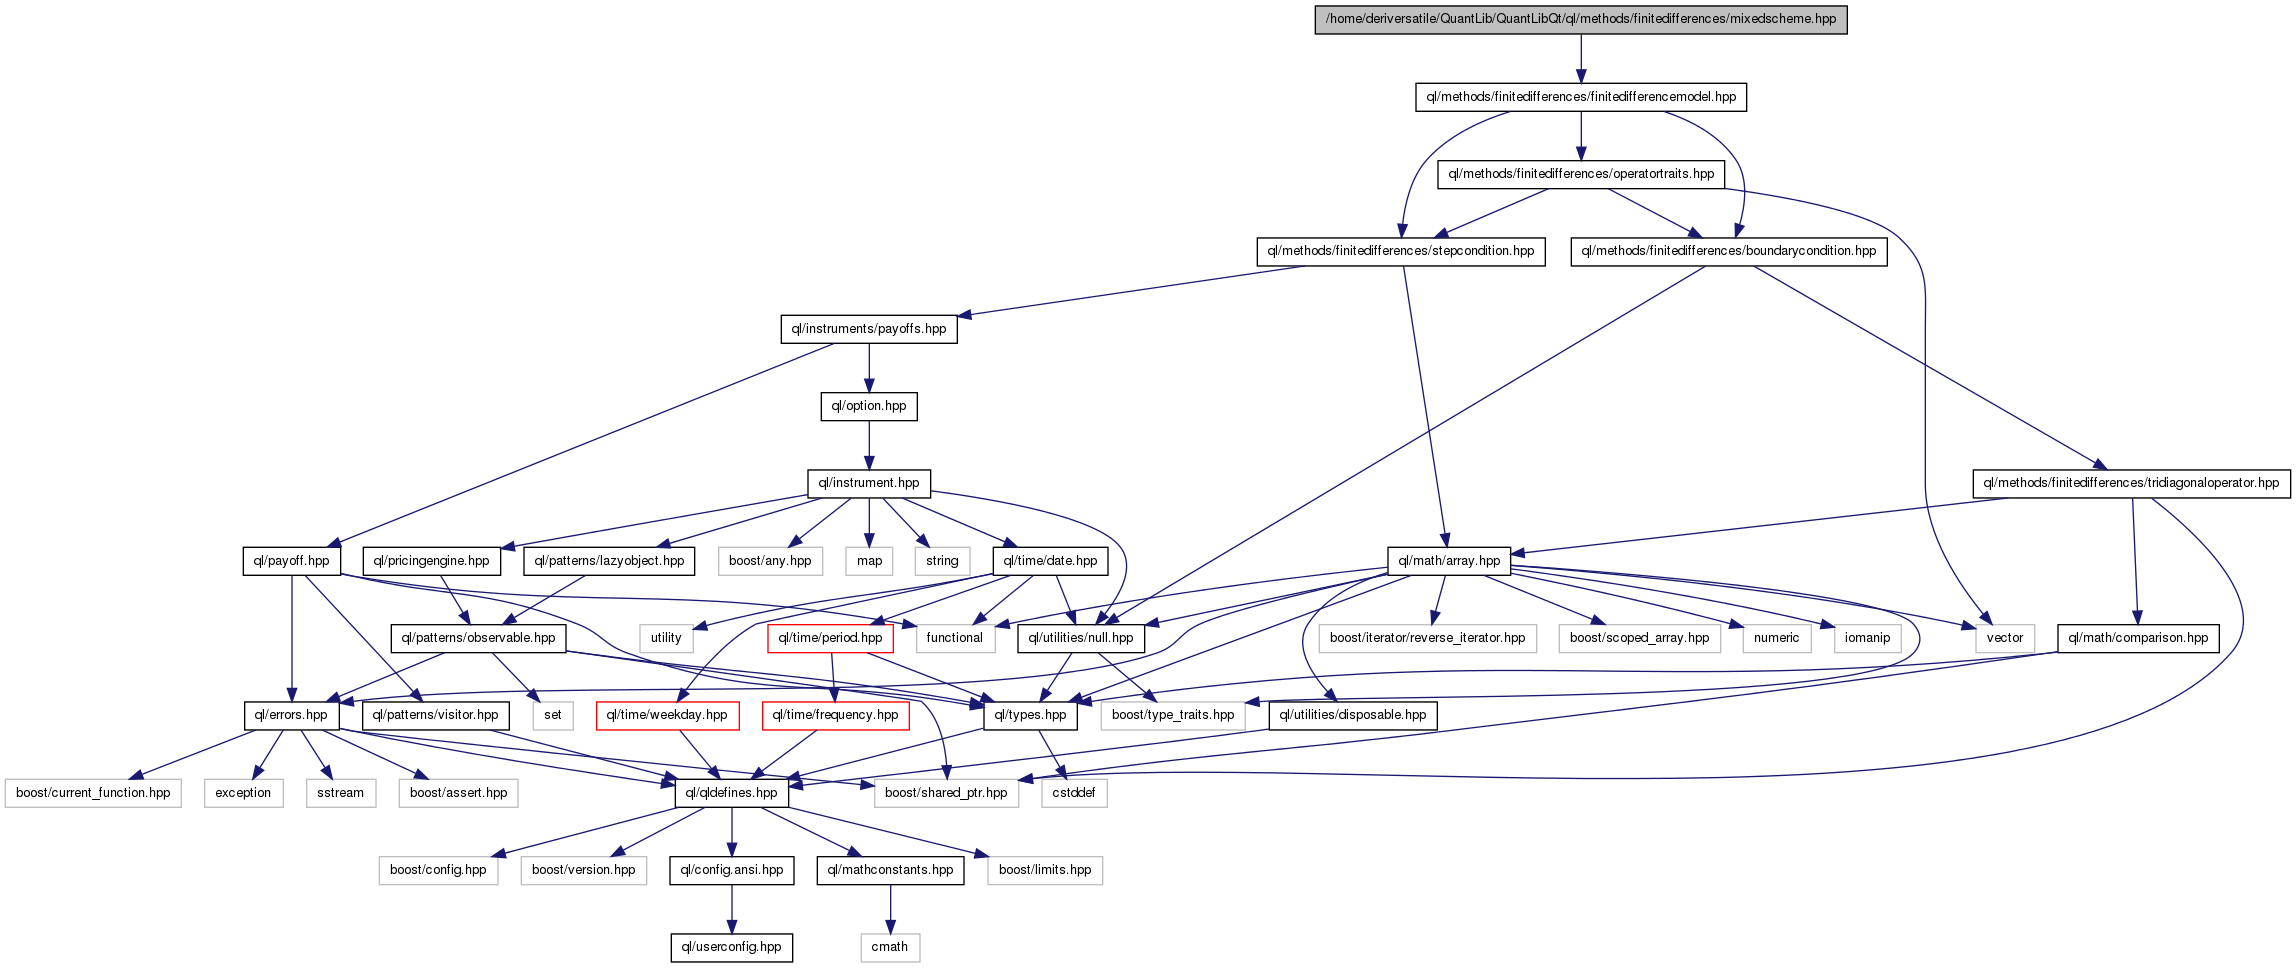 /home/deriversatile/QuantLib/QuantLibQt/ql/methods/finitedifferences/mixedscheme.hpp
ql/methods/finitedifferences/finitedifferencemodel.hpp
ql/methods/finitedifferences/operatortraits.hpp
ql/methods/finitedifferences/stepcondition.hpp
ql/methods/finitedifferences/boundarycondition.hpp
ql/instruments/payoffs.hpp
ql/option.hpp
ql/instrument.hpp
ql/methods/finitedifferences/tridiagonaloperator.hpp
ql/payoff.hpp
ql/pricingengine.hpp
ql/patterns/lazyobject.hpp
boost/any.hpp
map
string
ql/time/date.hpp
ql/math/array.hpp
ql/patterns/observable.hpp
utility
ql/time/period.hpp
functional
ql/utilities/null.hpp
boost/iterator/reverse_iterator.hpp
boost/scoped_array.hpp
numeric
iomanip
vector
ql/math/comparison.hpp
ql/errors.hpp
ql/patterns/visitor.hpp
set
ql/time/weekday.hpp
ql/time/frequency.hpp
ql/types.hpp
boost/type_traits.hpp
ql/utilities/disposable.hpp
boost/current_function.hpp
exception
sstream
boost/assert.hpp
ql/qldefines.hpp
boost/shared_ptr.hpp
cstddef
boost/config.hpp
boost/version.hpp
ql/config.ansi.hpp
ql/mathconstants.hpp
boost/limits.hpp
ql/userconfig.hpp
cmath